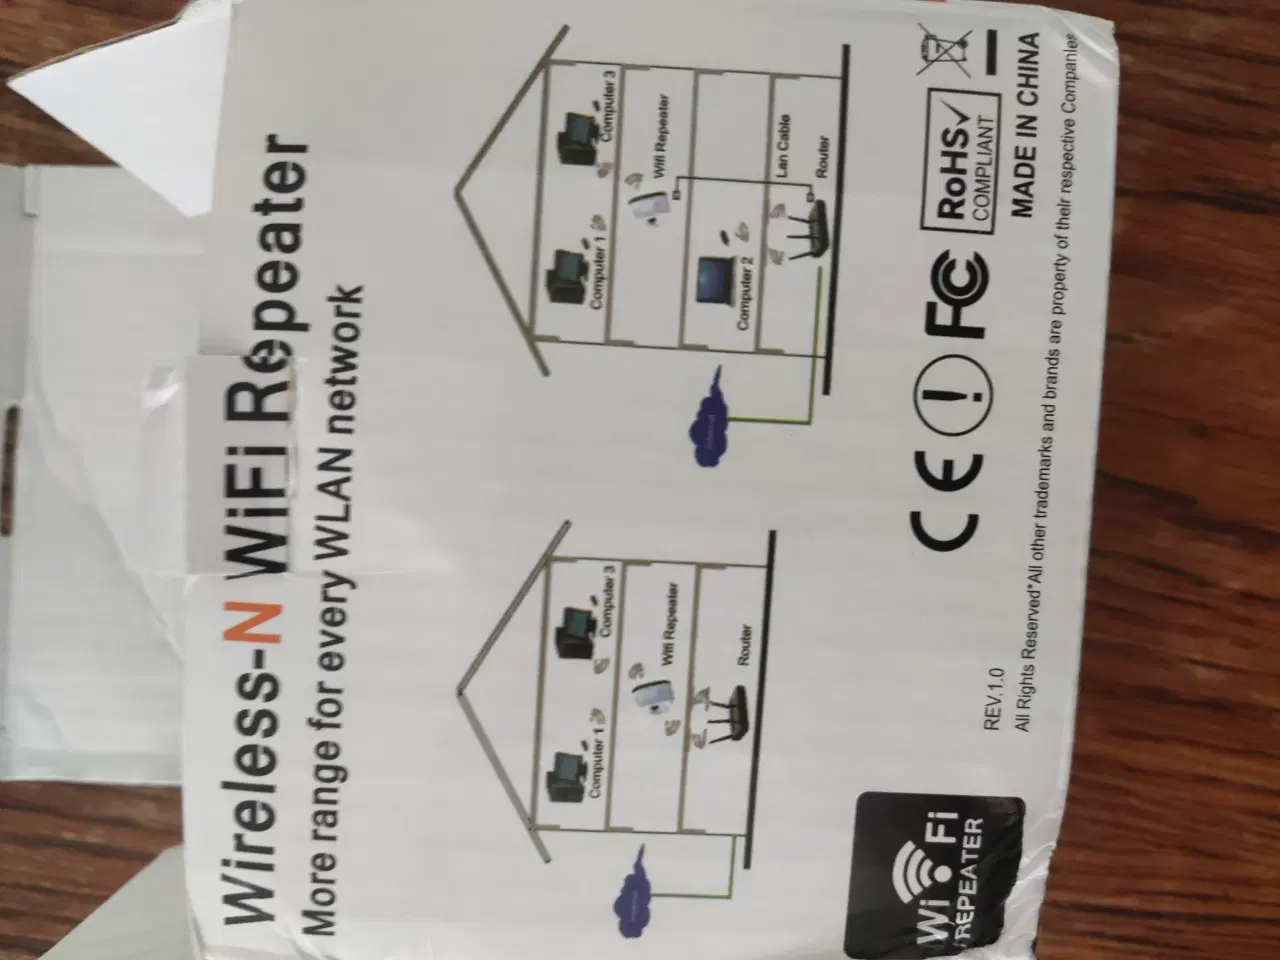 Wireless-N WiFi Repeater
More range for every WLAN network
Computer 1
Computer 3
Wifi Repeater
Router
Computer 1
Computer 3
Wifi Repeater
Computer 2
Lan Cable
Router
Wi Fi
REPEATER
CE
FC
RoHS✓
COMPLIANT
MADE IN CHINA
REV.1.0
All Rights Reserved*All other trademarks and brands are property of their respective Companies